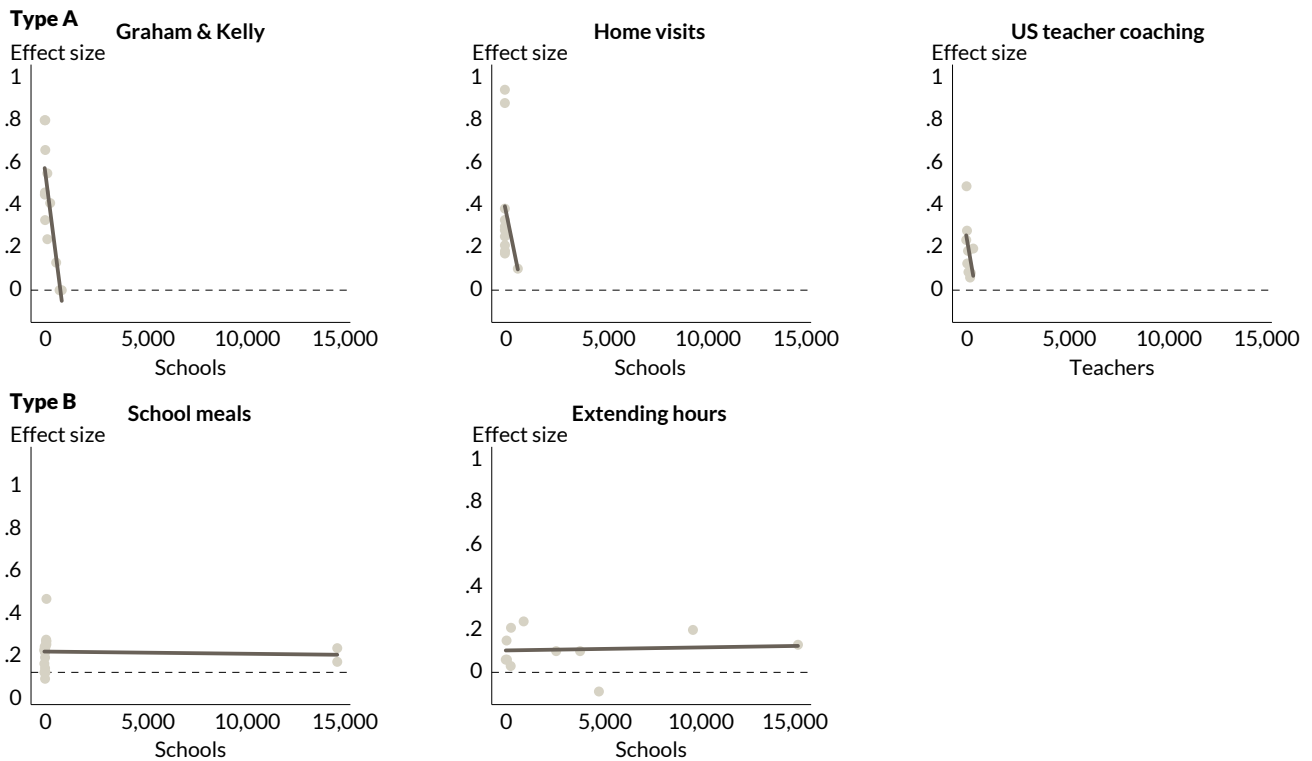 Type A
Graham & Kelly
Home visits
US teacher coaching
Effect size
Effect size
Effect size
1
.8
.6
.4
.2
0
1
.8
.6
.4
.2
0
1
.8
.6
.4
.2
0
0 5,000 10,000 15,000
0 5,000 10,000 15,000
0 5,000 10,000 15,000
Schools
Schools
Teachers
Type B
School meals
Extending hours
Effect size
Effect size
1
.8
.6
.4
.2
0
1
.8
.6
.4
.2
0
0 5,000 10,000 15,000
0 5,000 10,000 15,000
Schools
Schools